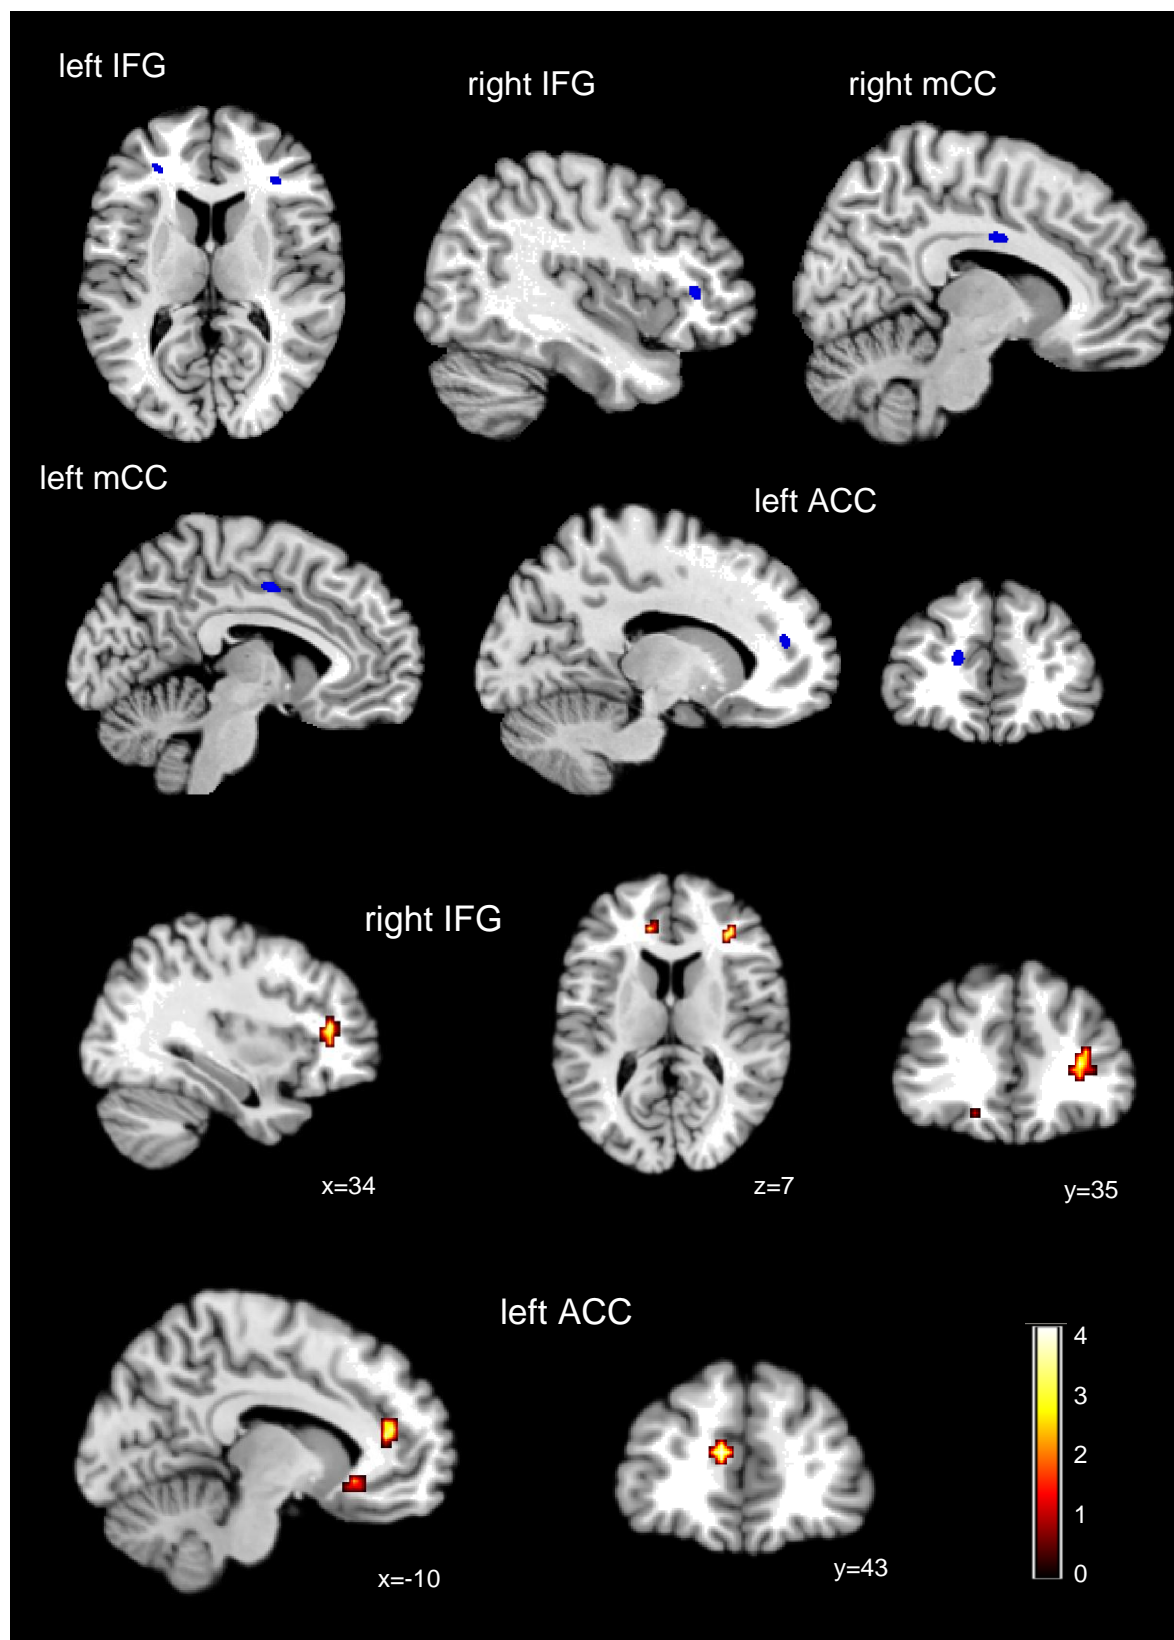 left IFG
right IFG
right mCC
left mCC
left ACC
right IFG
x=34
z=7
y=35
left ACC
4
3
2
1
0
x=-10
y=43